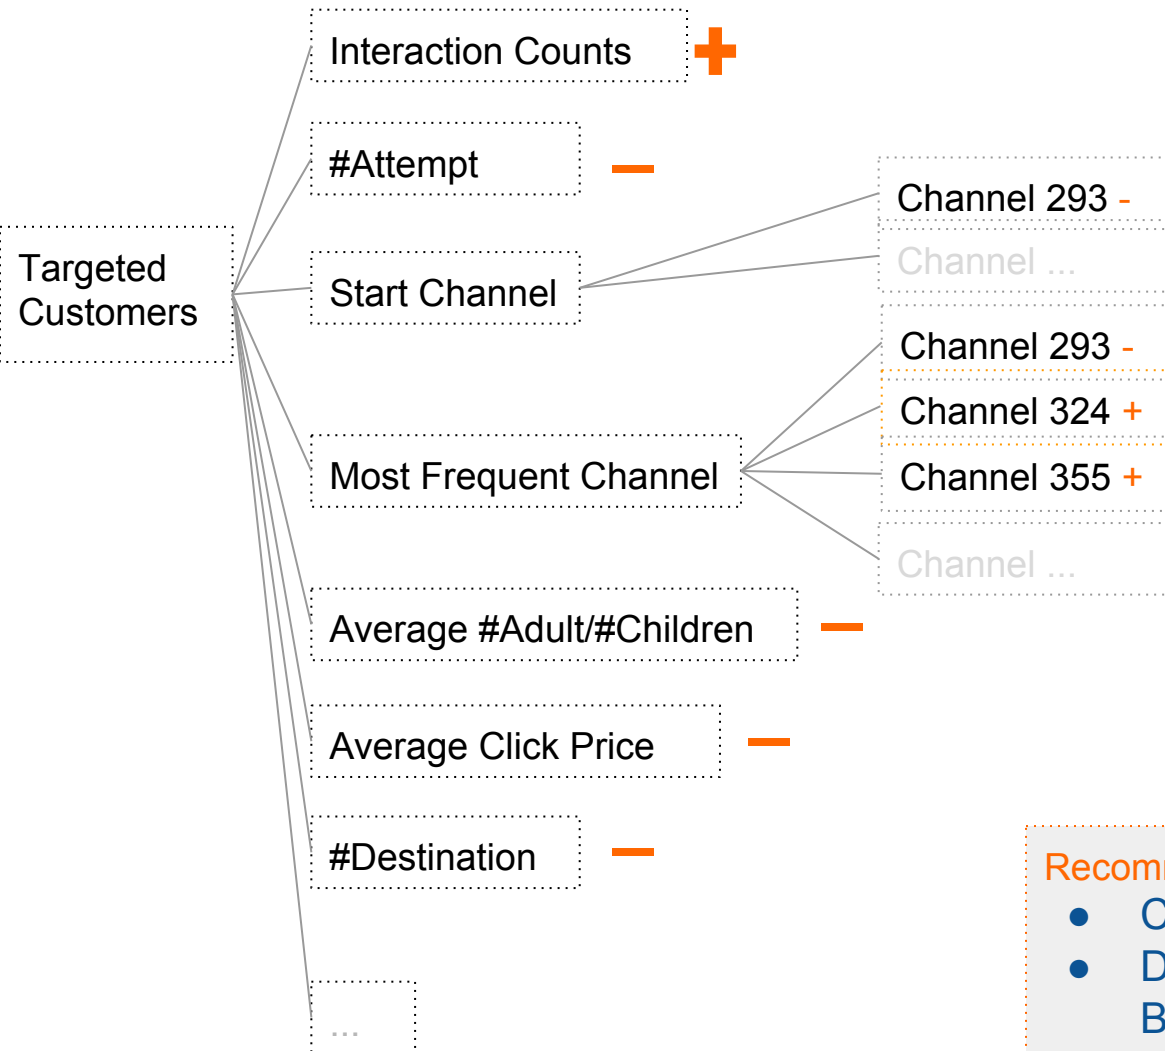 Interaction Counts +
#Attempt −
Channel 293 -
Channel ...
Targeted
Customers
Start Channel
Channel 293 -
Channel 324 +
Channel 355 +
Channel ...
Most Frequent Channel
Average #Adult/#Children −
Average Click Price −
#Destination −
...